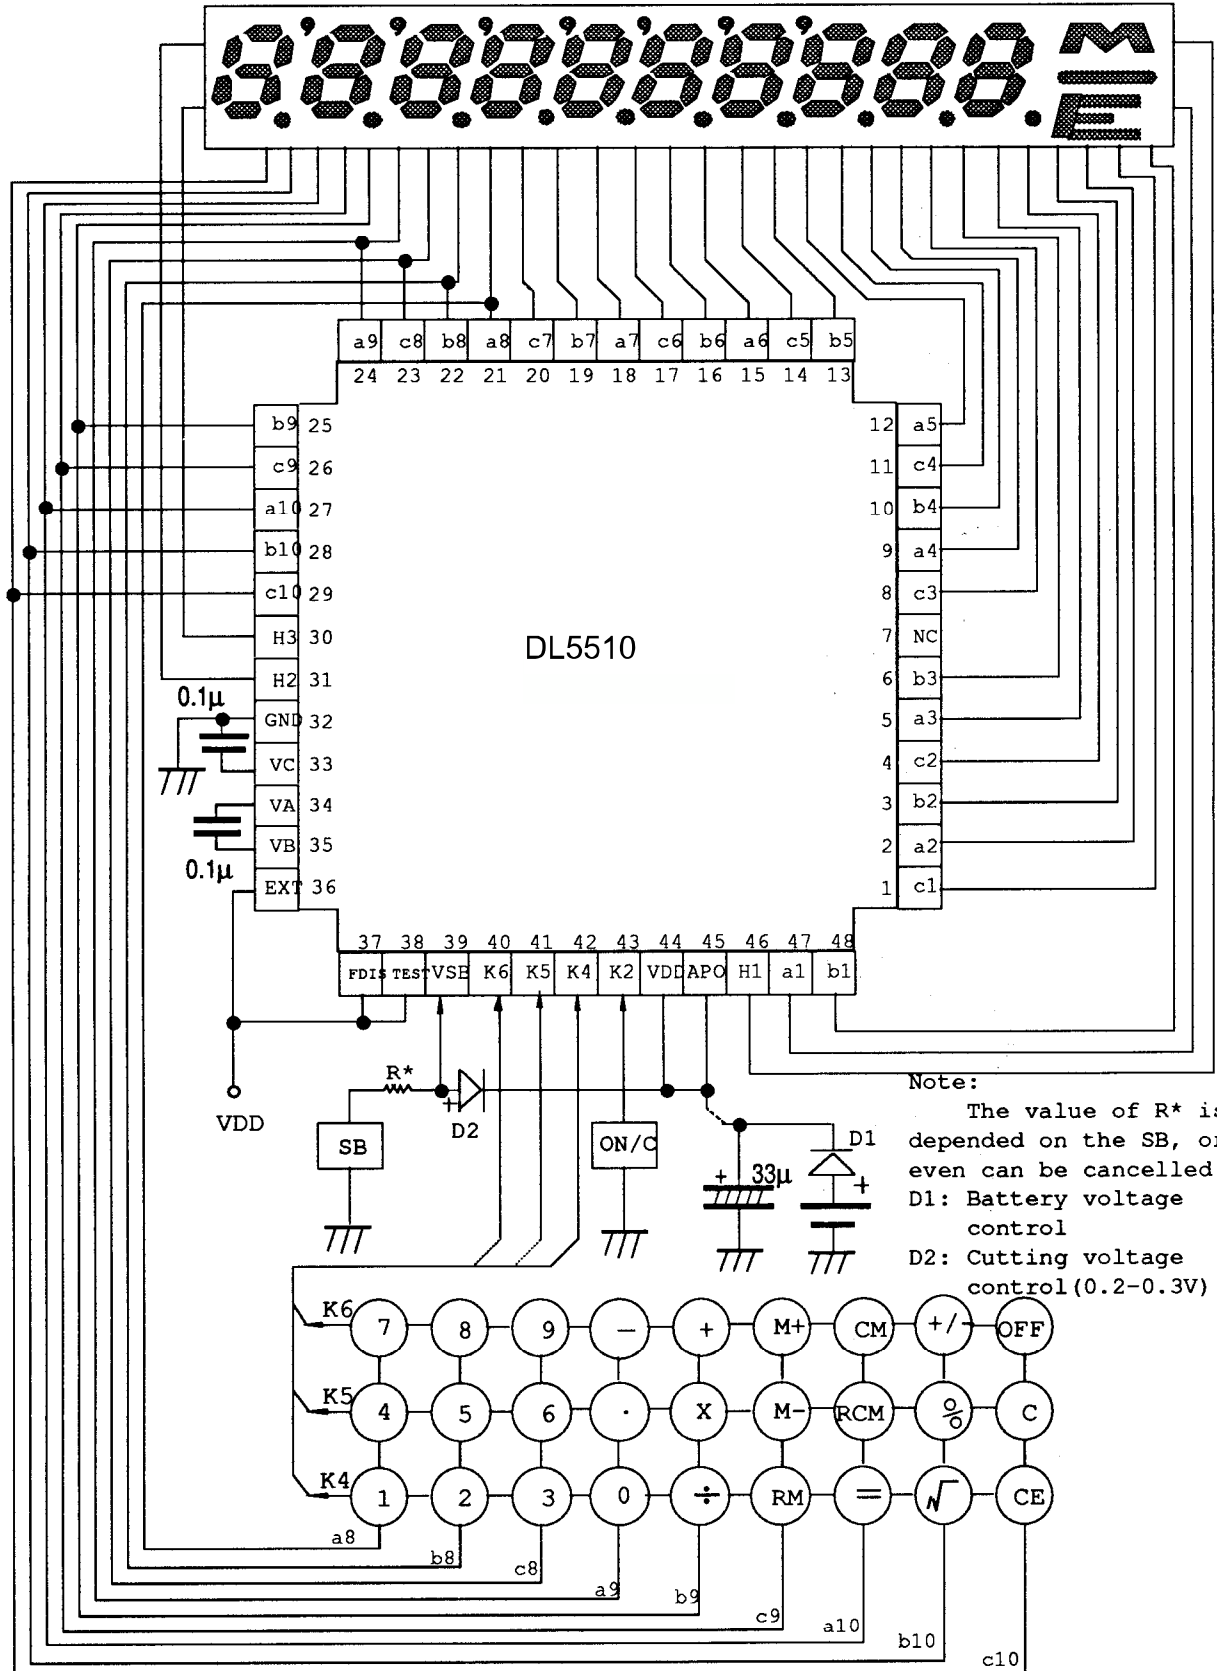 M
E
a9 c8 b8 a8 c7 b7 a7 c6 b6 a6 c5 b5
24 23 22 21 20 19 18 17 16 15 14 13
b9 25
c9 26
a10 27
b10 28
c10 29
H3 30
H2 31
0.1μ
GND 32
VC 33
VA 34
VB 35
0.1μ
EXT 36
12 a5
11 c4
10 b4
9 a4
8 c3
7 NC
6 b3
5 a3
4 c2
3 b2
2 a2
1 c1
DL5510
37 38 39 40 41 42 43 44 45 46 47 48
FDIS TEST VSB K6 K5 K4 K2 VDD APO H1 a1 b1
VDD
R*
SB
+
D2
ON/C
+ 33μ
D1
+
Note:
The value of R* is
depended on the SB, or
even can be cancelled
D1: Battery voltage
control
D2: Cutting voltage
control(0.2-0.3V)
K6 7 8 9 — + M+ CM +/- OFF
K5 4 5 6 · X M- RCM % C
K4 1 2 3 0 ÷ RM = √ CE
a8
b8
c8
a9
b9
c9
a10
b10
c10